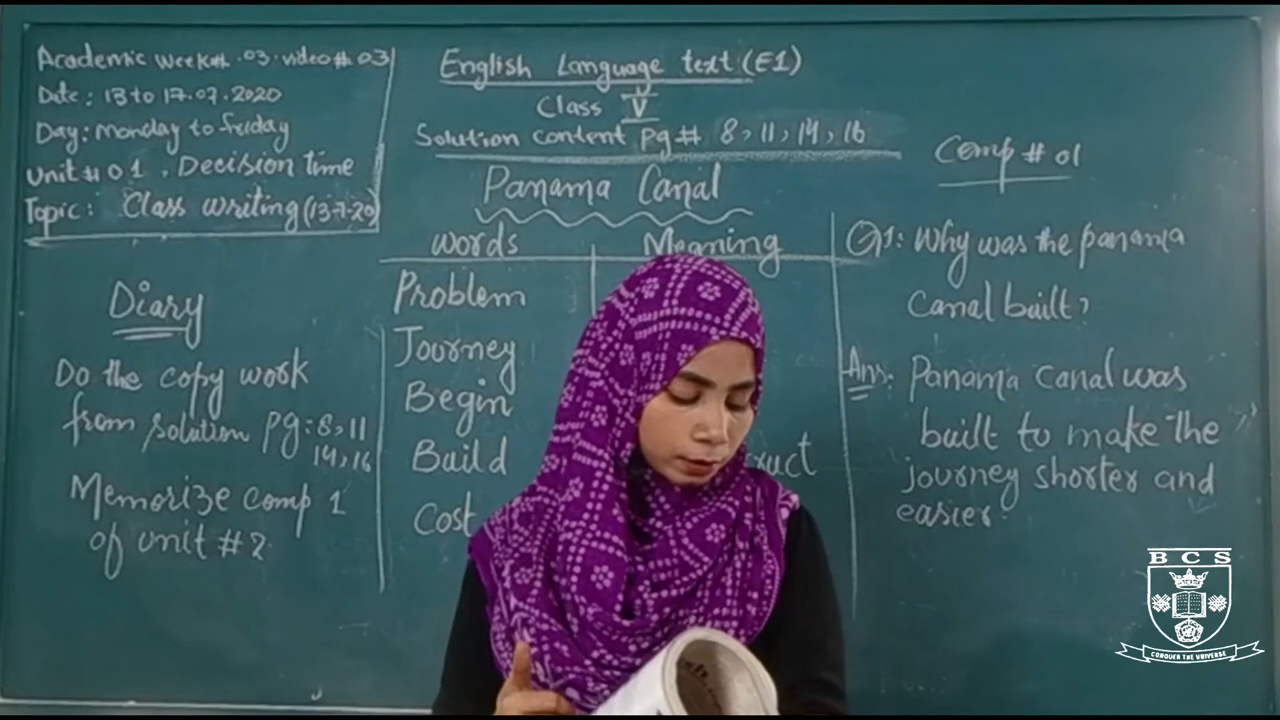 Academic Week#.03.video#.03
Date: 13 to 17.07.2020
Day: Monday to friday
Unit # 01. Decision time
Topic: Class writing (13-7-20)
English Language text (E1)
Class V
Solution content pg# 8, 11, 14, 16
Panama Canal
words Meaning
Problem
Journey
Begin
Build
Cost
Diary
Do the copy work
from solution pg: 8, 11
14, 16
Memorize comp 1
of unit # 2.
Comp # 01
Q1: Why was the panama
Canal built?
Ans: Panama Canal was
built to make the
journey shorter and
easier.
BCS
CONQUER THE UNIVERSE